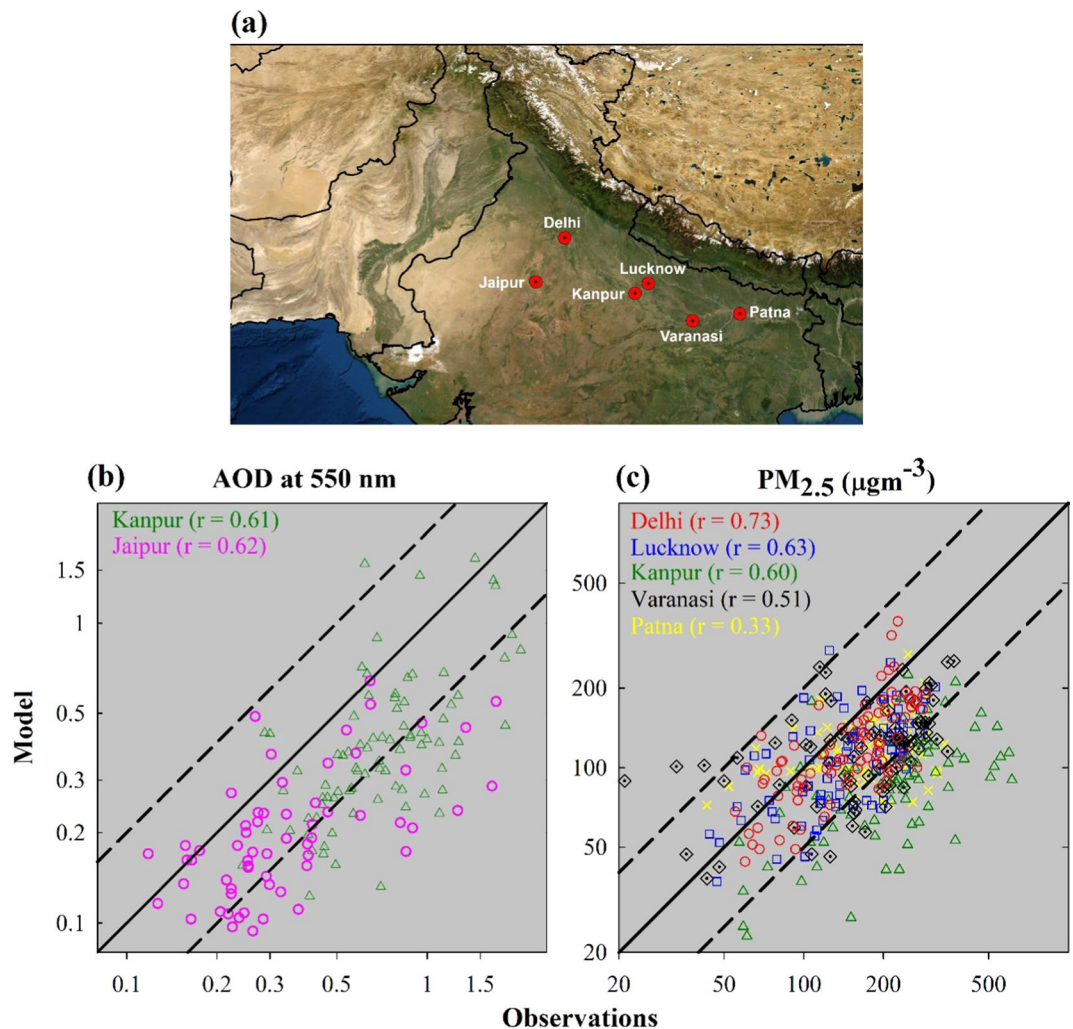 (a)
Delhi
Jaipur
Lucknow
Kanpur
Patna
Varanasi
(b) AOD at 550 nm
Kanpur (r = 0.61)
Jaipur (r = 0.62)
1.5
1
0.5
0.3
0.2
0.1
0.1 0.2 0.3 0.5 1 1.5
Model
(c) PM2.5 (µgm-3)
Delhi (r = 0.73)
Lucknow (r = 0.63)
Kanpur (r = 0.60)
Varanasi (r = 0.51)
Patna (r = 0.33)
500
200
100
50
20
20 100 200 500
Observations